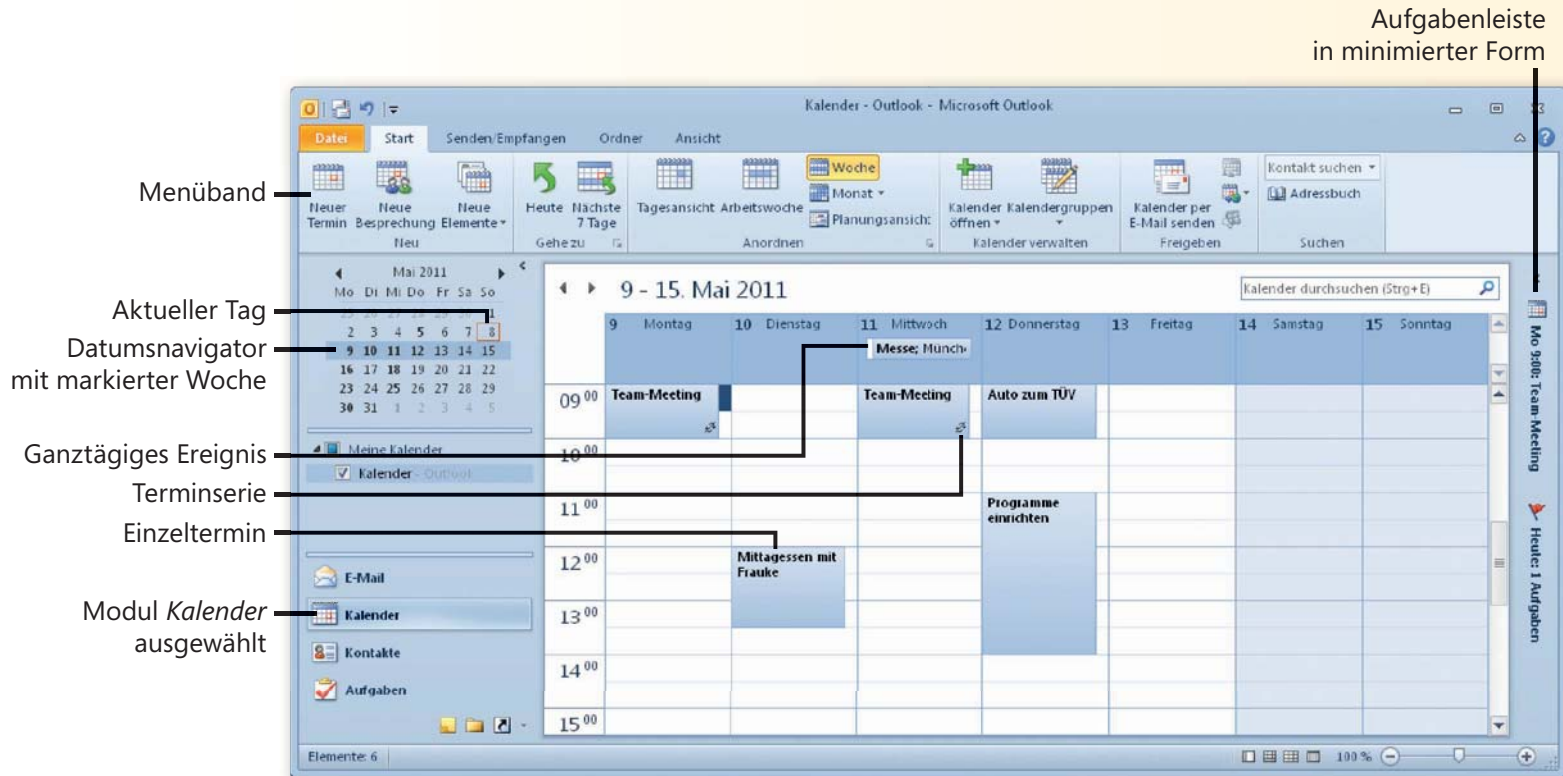 Aufgabenleiste
in minimierter Form
Kalender - Outlook - Microsoft Outlook
Datei Start Senden/Empfangen Ordner Ansicht
Menüband
Neuer Termin
Neue Besprechung
Neue Elemente
Neu
Heute
Nächste 7 Tage
Gehe zu
Tagesansicht
Arbeitswoche
Woche
Monat
Planungsansicht
Anordnen
Kalender öffnen
Kalendergruppen
Kalender verwalten
Kalender per E-Mail senden
Freigeben
Kontakt suchen
Adressbuch
Suchen
Aktueller Tag
Datumsnavigator
mit markierter Woche
Ganztägiges Ereignis
Terminserie
Einzeltermin
Modul Kalender
ausgewählt
Mai 2011
Mo Di Mi Do Fr Sa So
25 26 27 28 29 30 1
2 3 4 5 6 7 8
9 10 11 12 13 14 15
16 17 18 19 20 21 22
23 24 25 26 27 28 29
30 31 1 2 3 4 5
Meine Kalender
Kalender - Outlook
E-Mail
Kalender
Kontakte
Aufgaben
9 - 15. Mai 2011
Kalender durchsuchen (Strg+E)
9 Montag 10 Dienstag 11 Mittwoch 12 Donnerstag 13 Freitag 14 Samstag 15 Sonntag
Messe; Münch
09 00 Team-Meeting Team-Meeting Auto zum TÜV
10 00
11 00 Programme
einrichten
12 00 Mittagessen mit
Frauke
13 00
14 00
15 00
Mo 9:00: Team-Meeting
Heute: 1 Aufgaben
Elemente: 6
100 %